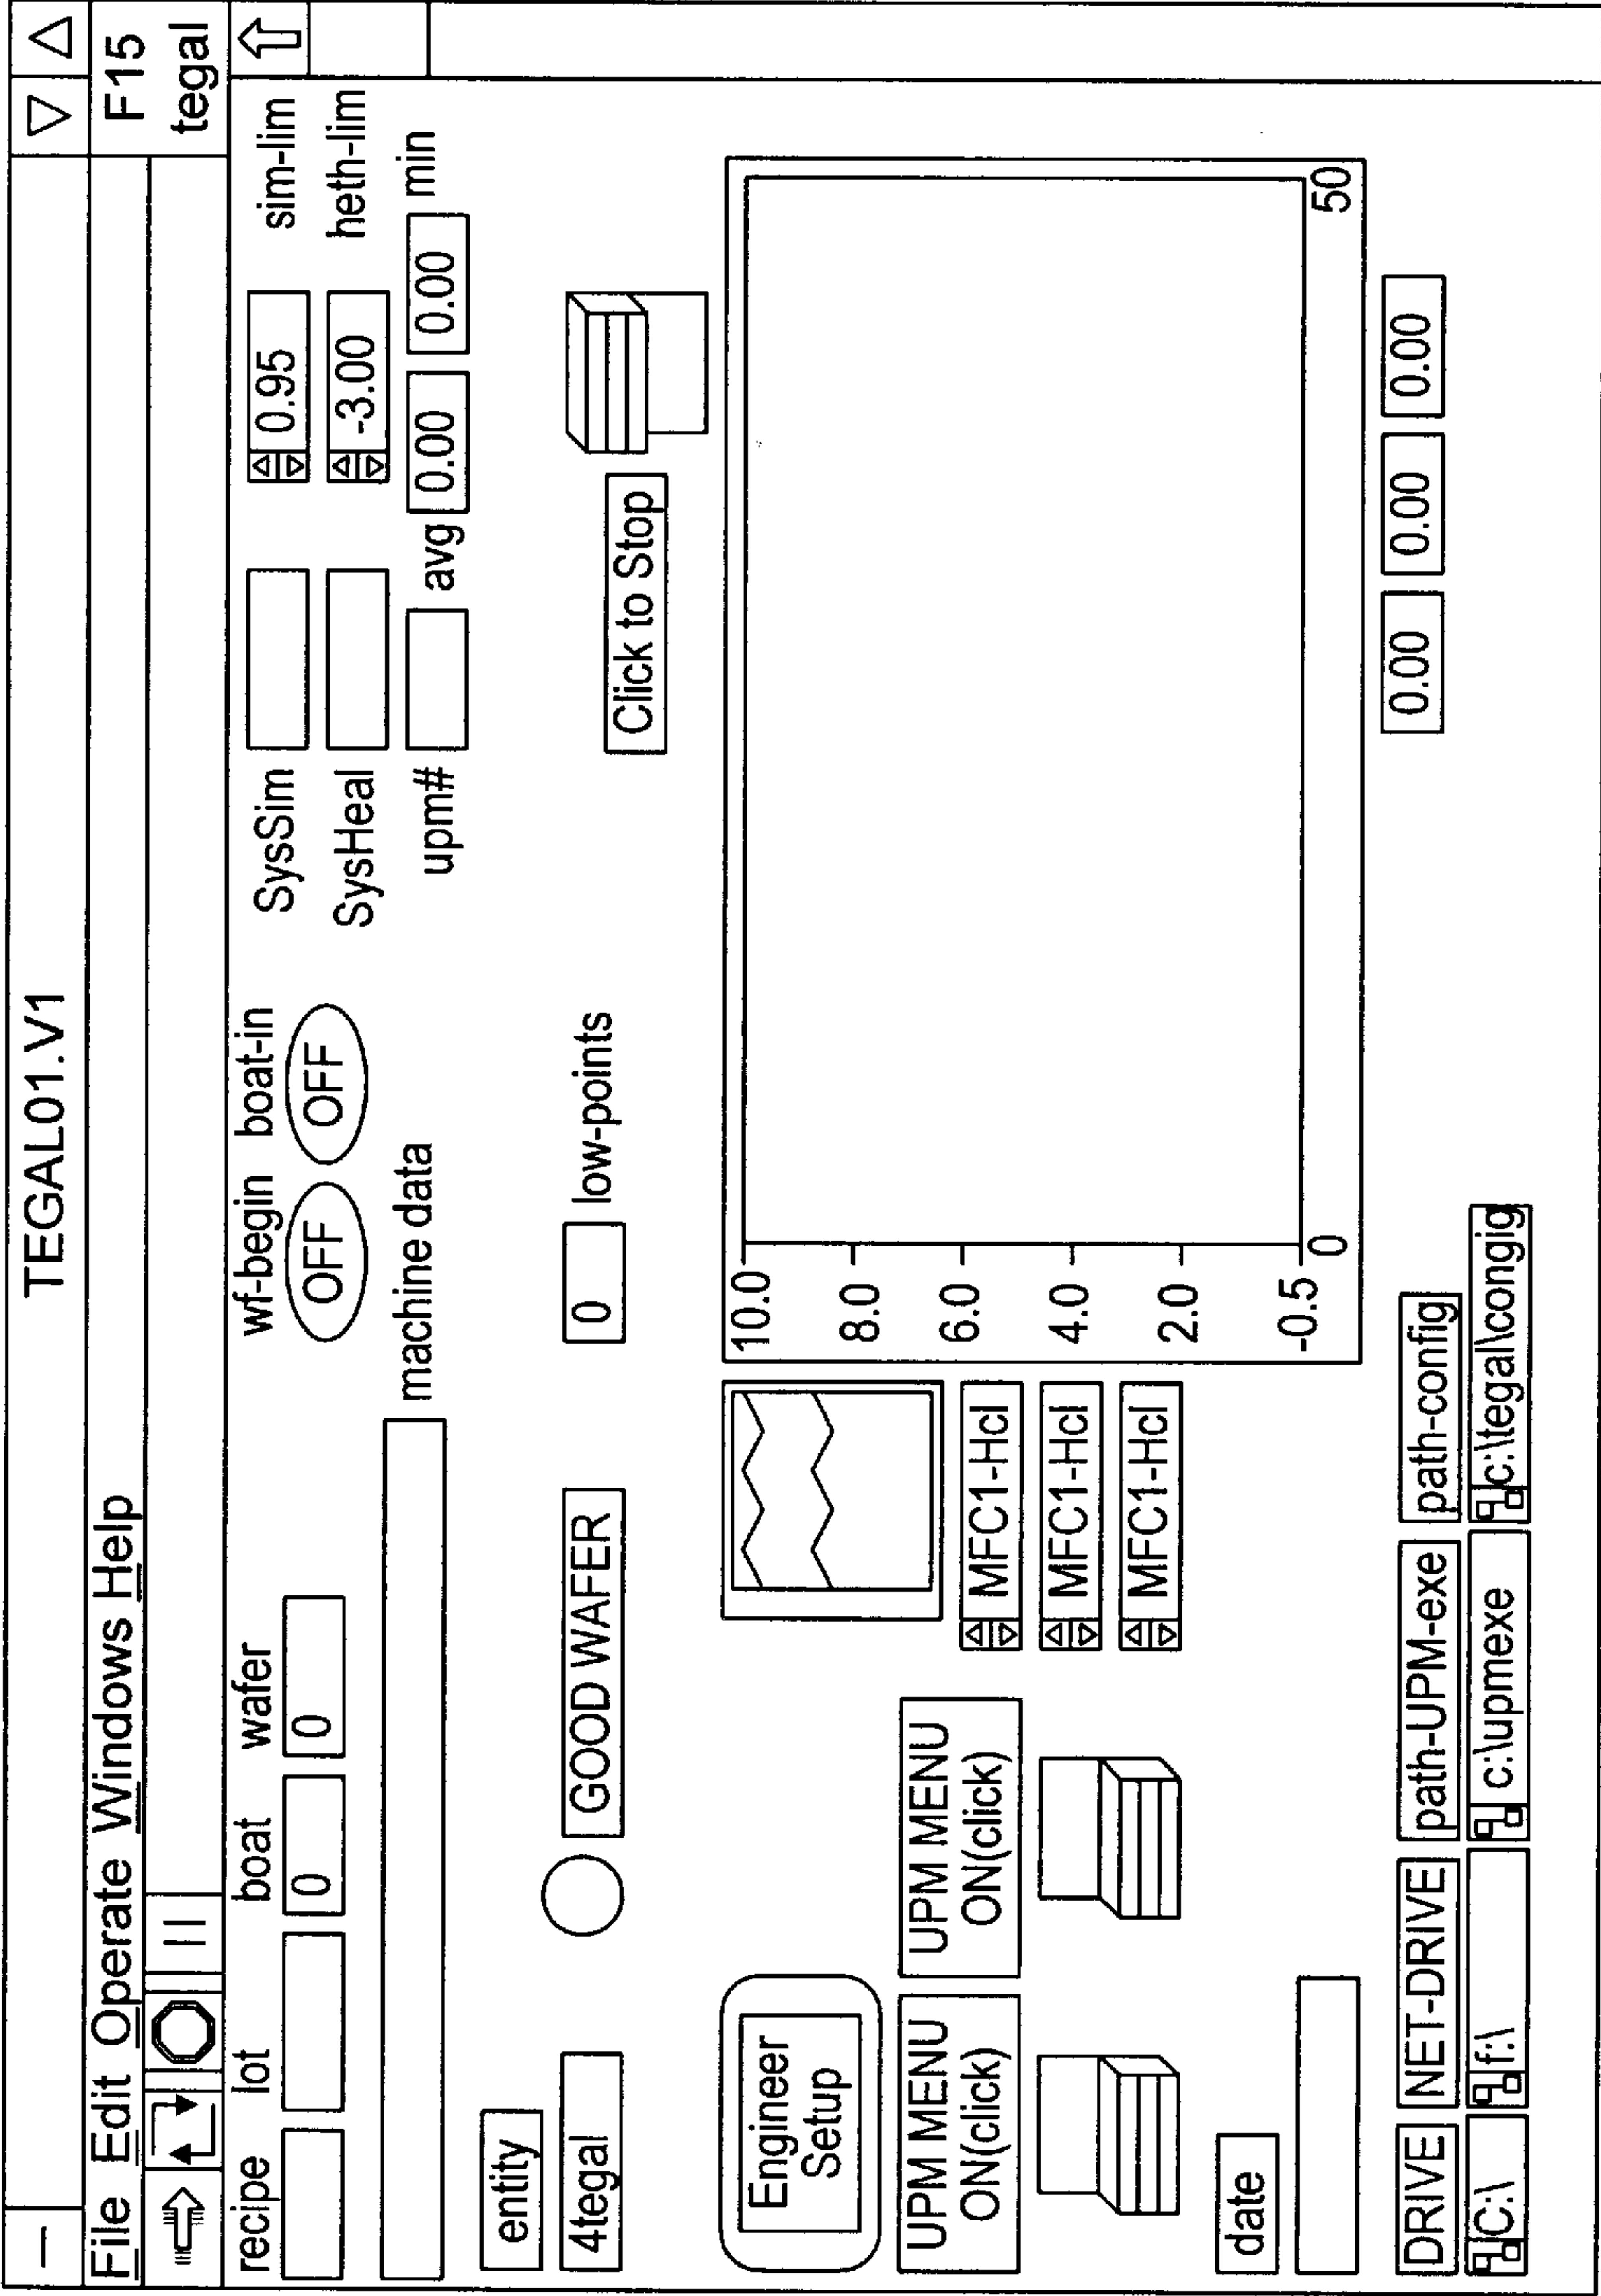 TEGAL01.V1
File Edit Operate Windows Help
F15
tegal
recipe lot boat wafer wf-begin boat-in SysSim 0.95 sim-lim
0 0 OFF OFF
SysHeal -3.00 heth-lim
machine data upm# avg 0.00 0.00 min
entity
4tegal GOOD WAFER 0 low-points
Click to Stop
Engineer
Setup
UPM MENU
ON(click)
UPM MENU
ON(click)
MFC1-Hcl
MFC1-Hcl
MFC1-Hcl
10.0
8.0
6.0
4.0
2.0
-0.5
0 50
date
0.00 0.00 0.00
DRIVE NET-DRIVE path-UPM-exe path-config
C:\ f:\ c:\upmexe c:\tegal\congig